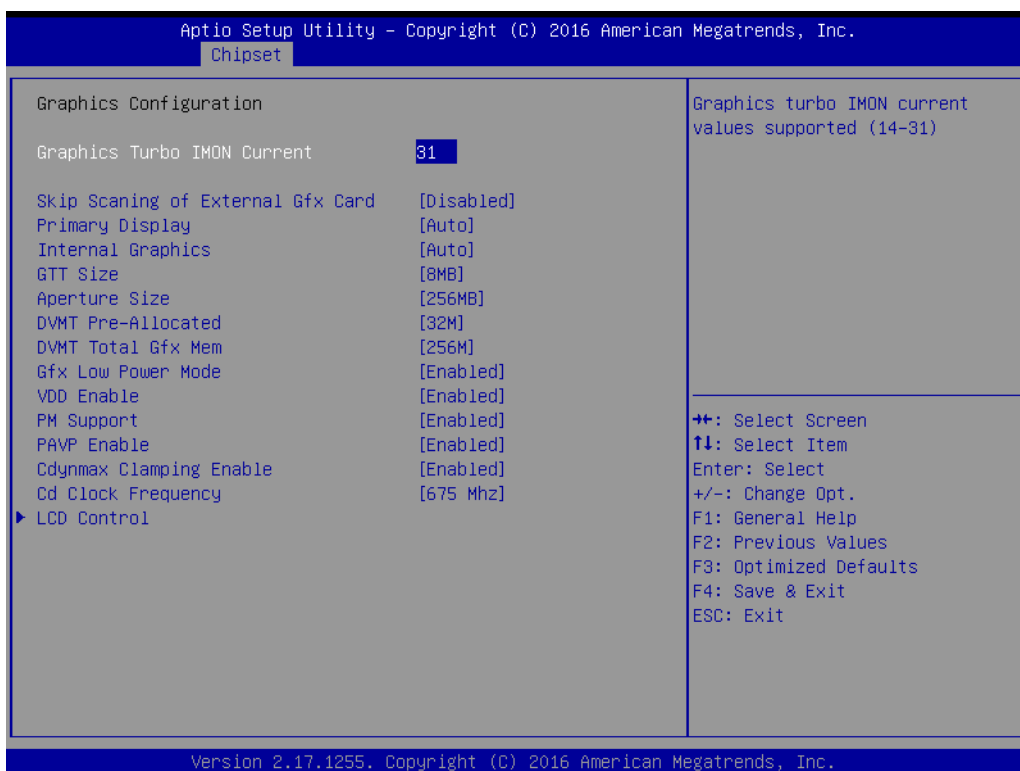 Aptio Setup Utility – Copyright (C) 2016 American Megatrends, Inc.
Chipset
Graphics Configuration
Graphics Turbo IMON Current 31
Skip Scaning of External Gfx Card [Disabled]
Primary Display [Auto]
Internal Graphics [Auto]
GTT Size [8MB]
Aperture Size [256MB]
DVMT Pre-Allocated [32M]
DVMT Total Gfx Mem [256M]
Gfx Low Power Mode [Enabled]
VDD Enable [Enabled]
PM Support [Enabled]
PAVP Enable [Enabled]
Cdynmax Clamping Enable [Enabled]
Cd Clock Frequency [675 Mhz]
LCD Control
Graphics turbo IMON current
values supported (14-31)
→←: Select Screen
↑↓: Select Item
Enter: Select
+/-: Change Opt.
F1: General Help
F2: Previous Values
F3: Optimized Defaults
F4: Save & Exit
ESC: Exit
Version 2.17.1255. Copyright (C) 2016 American Megatrends, Inc.